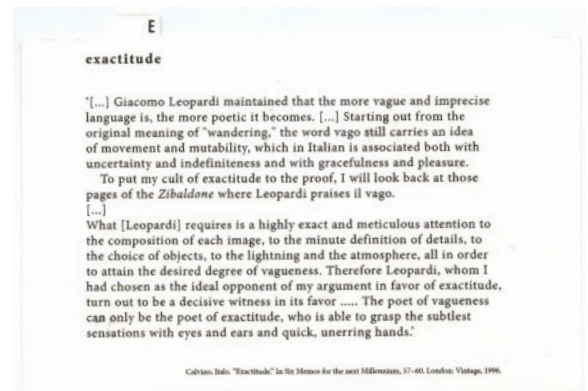 E
exactitude
'[...] Giacomo Leopardi maintained that the more vague and imprecise
language is, the more poetic it becomes. [...] Starting out from the
original meaning of "wandering," the word vago still carries an idea
of movement and mutability, which in Italian is associated both with
uncertainty and indefiniteness and with gracefulness and pleasure.
To put my cult of exactitude to the proof, I will look back at those
pages of the Zibaldone where Leopardi praises il vago.
[...]
What [Leopardi] requires is a highly exact and meticulous attention to
the composition of each image, to the minute definition of details, to
the choice of objects, to the lightning and the atmosphere, all in order
to attain the desired degree of vagueness. Therefore Leopardi, whom I
had chosen as the ideal opponent of my argument in favor of exactitude,
turn out to be a decisive witness in its favor ..... The poet of vagueness
can only be the poet of exactitude, who is able to grasp the subtlest
sensations with eyes and ears and quick, unerring hands.'
Calvino, Italo. "Exactitude." In Six Memos for the next Millennium, 57-60. London: Vintage, 1996.